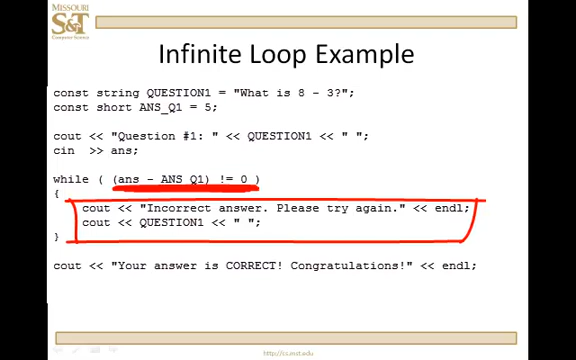 MISSOURI
S&T
Computer Science
Infinite Loop Example
const string QUESTION1 = "What is 8 - 3?";
const short ANS_Q1 = 5;
cout << "Question #1: " << QUESTION1 << " ";
cin >> ans;
while ( (ans - ANS_Q1) != 0 )
{
cout << "Incorrect answer. Please try again." << endl;
cout << QUESTION1 << " ";
}
cout << "Your answer is CORRECT! Congratulations!" << endl;
http://cs.mst.edu